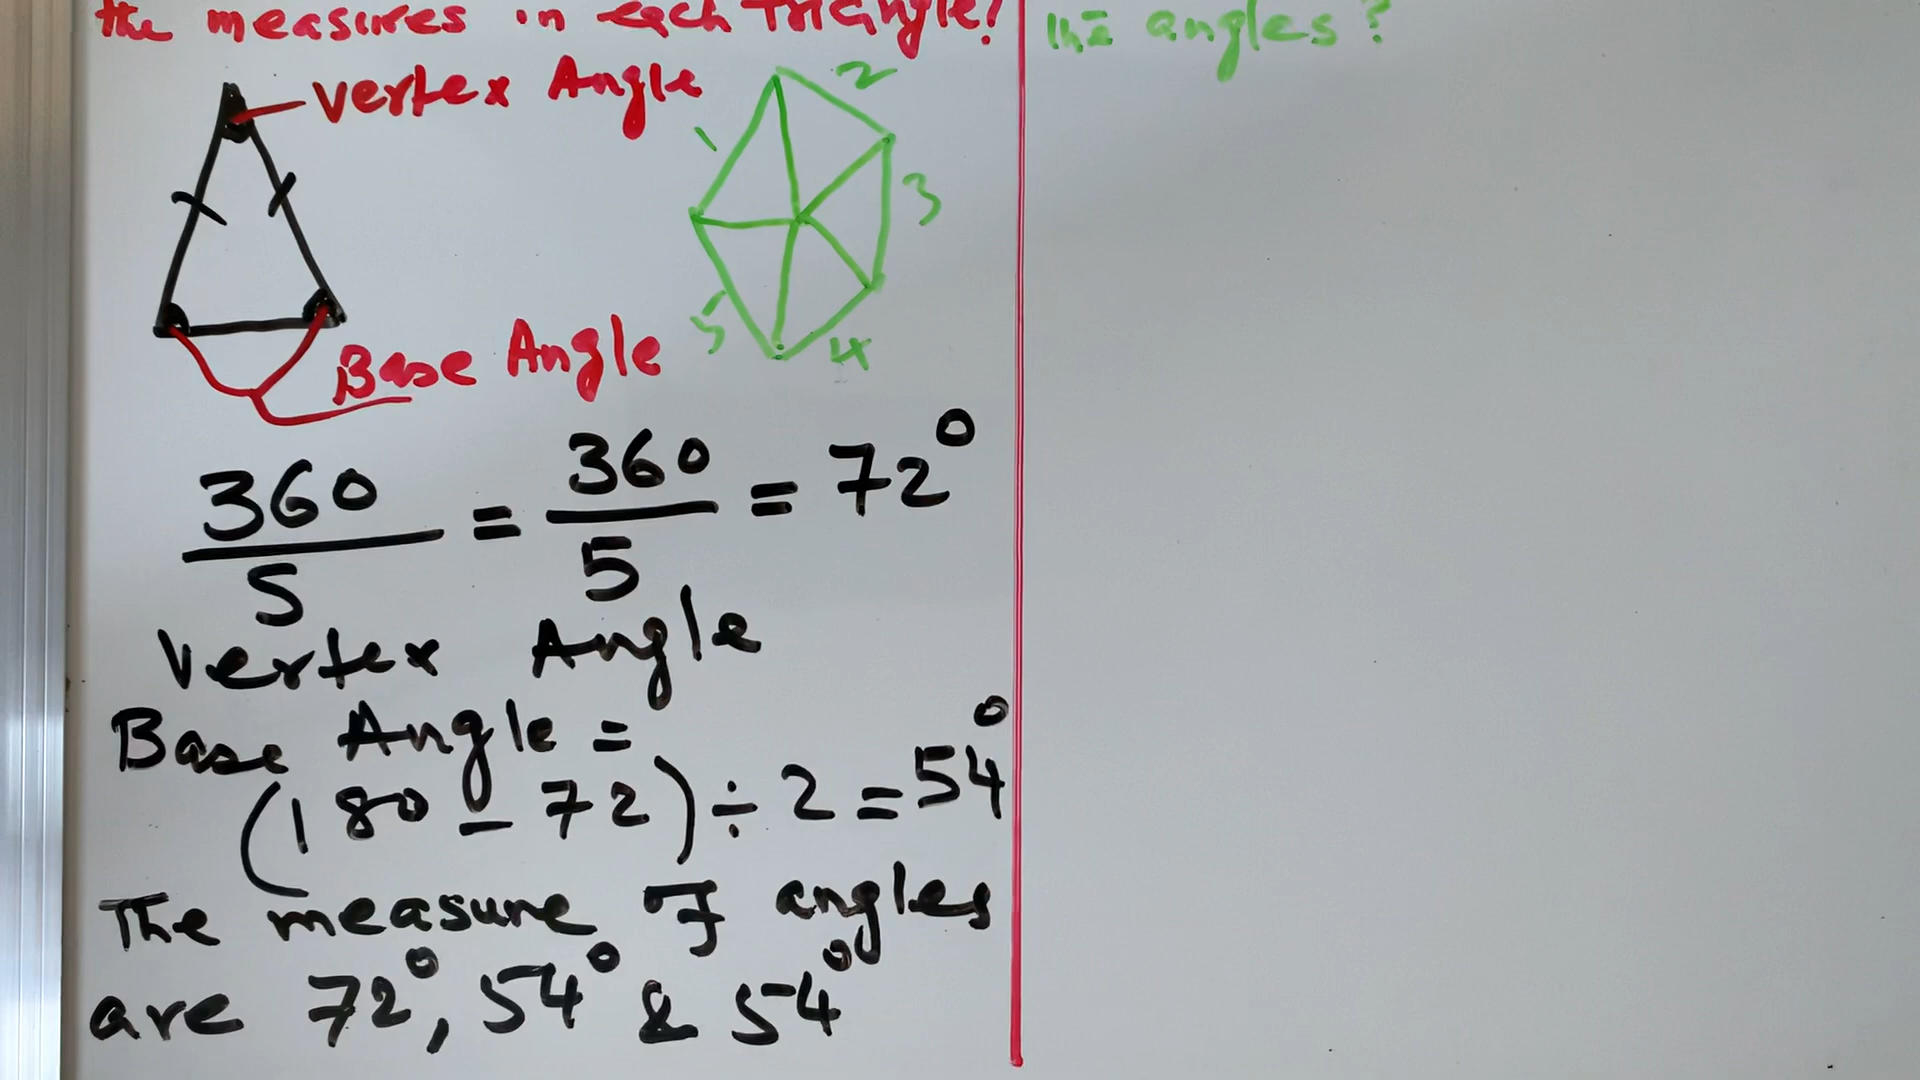 the measures in each Triangle?
Vertex Angle
1
2
3
4
5
Base Angle
360/5 = 360/5 = 72°
Vertex Angle
Base Angle =
(180 - 72) ÷ 2 = 54°
The measure of angles
are 72°, 54° & 54°
the angles?